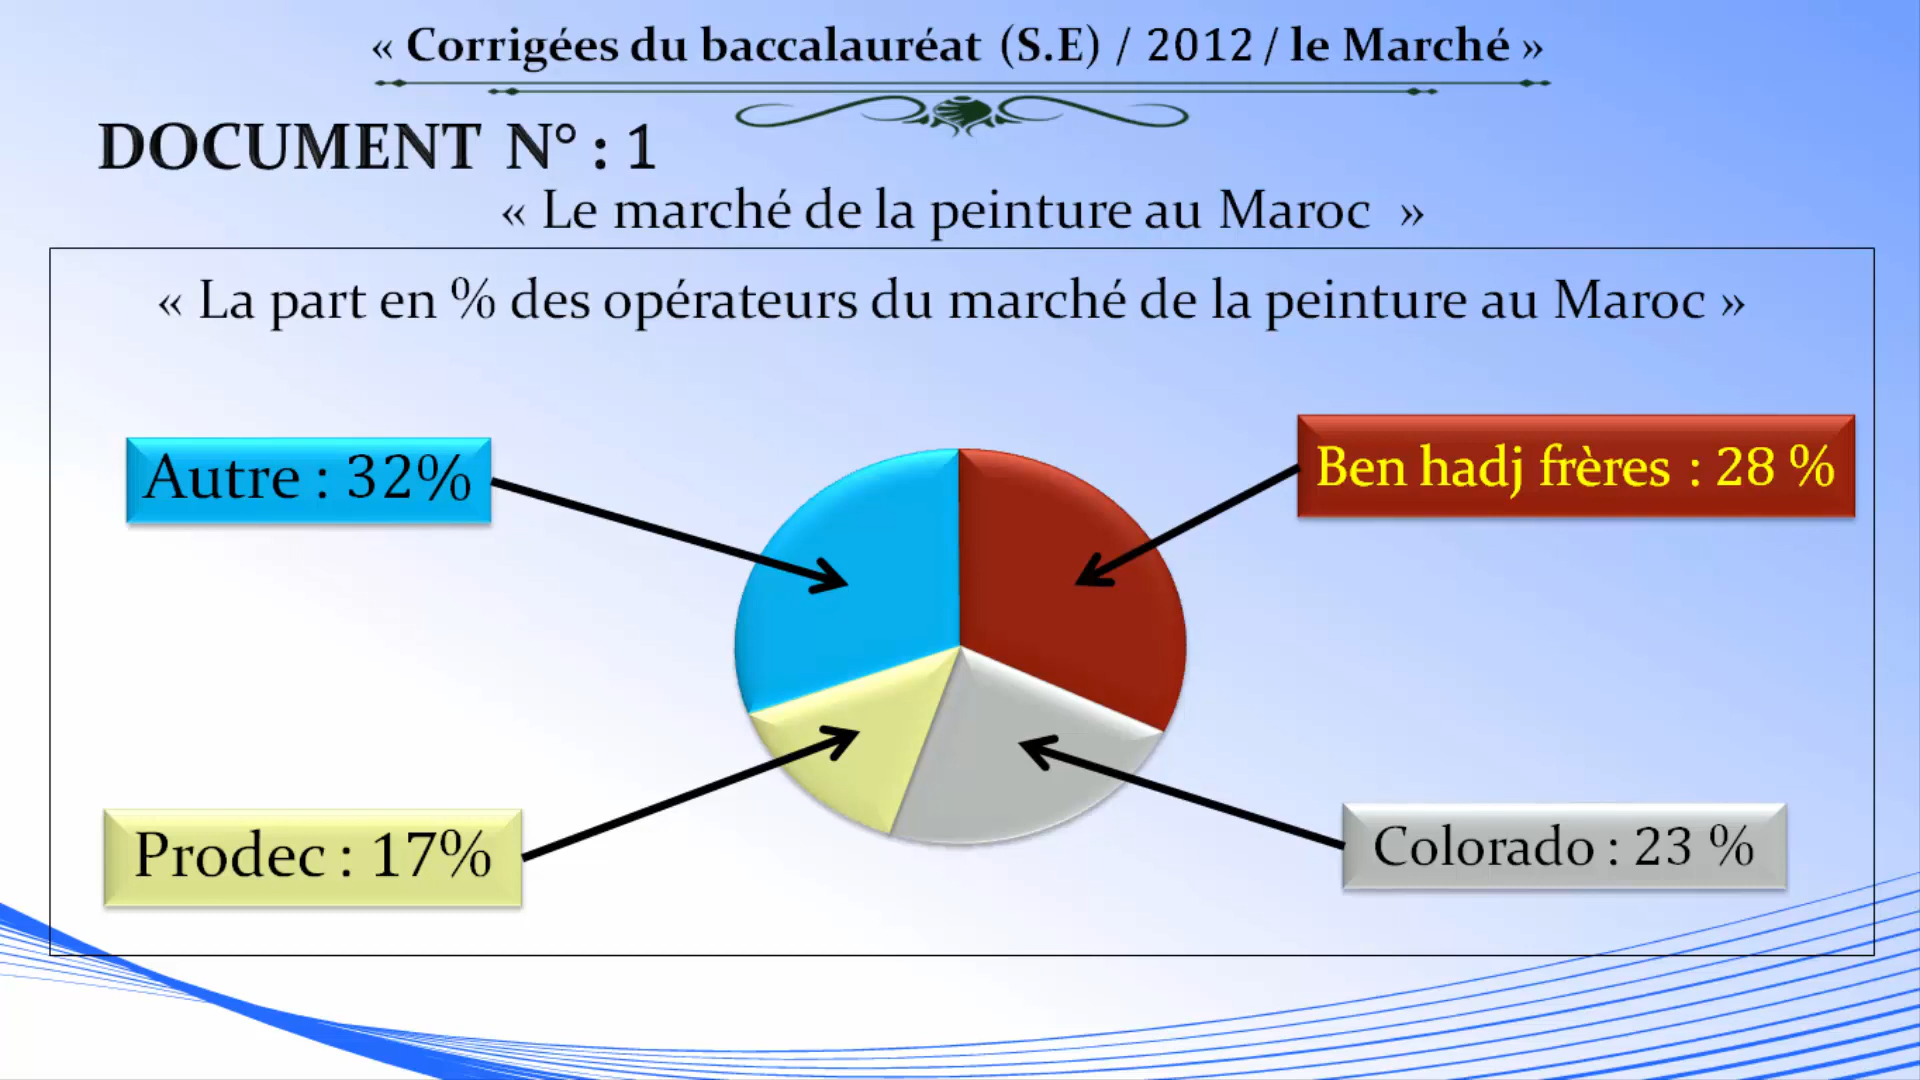 « Corrigées du baccalauréat (S.E) / 2012 / le Marché »
DOCUMENT N° : 1
« Le marché de la peinture au Maroc »
« La part en % des opérateurs du marché de la peinture au Maroc »
Autre : 32%
Ben hadj frères : 28 %
Prodec : 17%
Colorado : 23 %